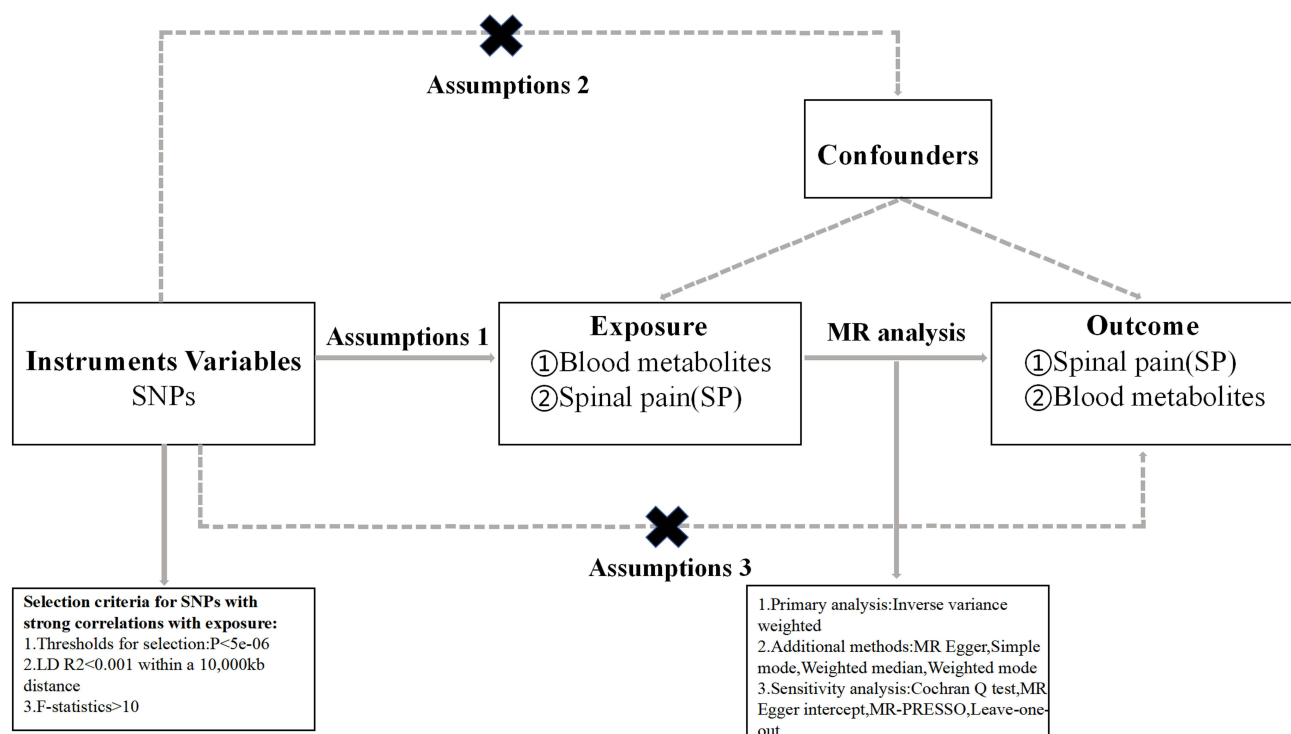 Assumptions 2
Confounders
Instruments Variables
SNPs
Assumptions 1
Exposure
①Blood metabolites
②Spinal pain(SP)
MR analysis
Outcome
①Spinal pain(SP)
②Blood metabolites
Assumptions 3
Selection criteria for SNPs with
strong correlations with exposure:
1.Thresholds for selection:P<5e-06
2.LD R2<0.001 within a 10,000kb
distance
3.F-statistics>10
1.Primary analysis:Inverse variance
weighted
2.Additional methods:MR Egger,Simple
mode,Weighted median,Weighted mode
3.Sensitivity analysis:Cochran Q test,MR
Egger intercept,MR-PRESSO,Leave-one-
out